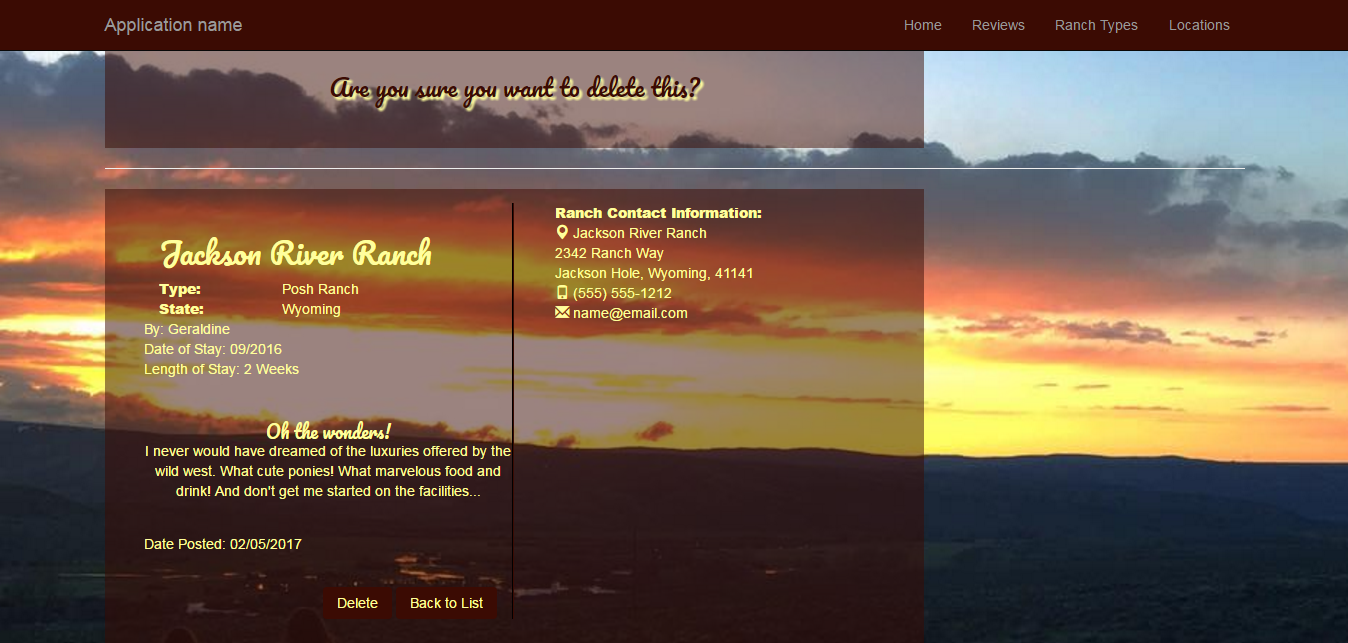 Application name
Home Reviews Ranch Types Locations
Are you sure you want to delete this?
Jackson River Ranch
Type: Posh Ranch
State: Wyoming
By: Geraldine
Date of Stay: 09/2016
Length of Stay: 2 Weeks
Oh the wonders!
I never would have dreamed of the luxuries offered by the
wild west. What cute ponies! What marvelous food and
drink! And don't get me started on the facilities...
Date Posted: 02/05/2017
Delete Back to List
Ranch Contact Information:
Jackson River Ranch
2342 Ranch Way
Jackson Hole, Wyoming, 41141
(555) 555-1212
name@email.com